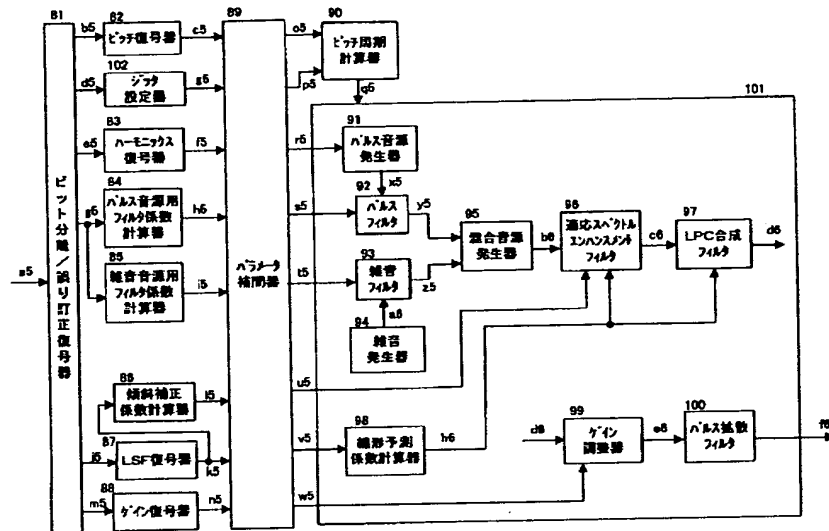 81
ビット分離/誤り訂正復号器
a5
b5
82
ピッチ復号器
c5
d5
102
ジッタ
設定器
g6
e5
83
ハーモニックス
復号器
f5
g5
84
パルス音源用
フィルタ係数
計算器
h5
85
雑音音源用
フィルタ係数
計算器
i5
86
傾斜補正
係数計算器
l5
j5
87
LSF復号器
k5
m5
88
ゲイン復号器
n5
89
パラメータ
補間器
o5
p5
90
ピッチ周期
計算器
q5
101
r5
91
パルス音源
発生器
x5
s5
92
パルス
フィルタ
y5
t5
93
雑音
フィルタ
z5
a6
94
雑音
発生器
95
混合音源
発生器
b6
96
適応スペクトル
エンハンスメント
フィルタ
c6
97
LPC合成
フィルタ
d6
u5
v5
98
線形予測
係数計算器
h6
w5
d6
99
ゲイン
調整器
e6
100
パルス拡散
フィルタ
f6